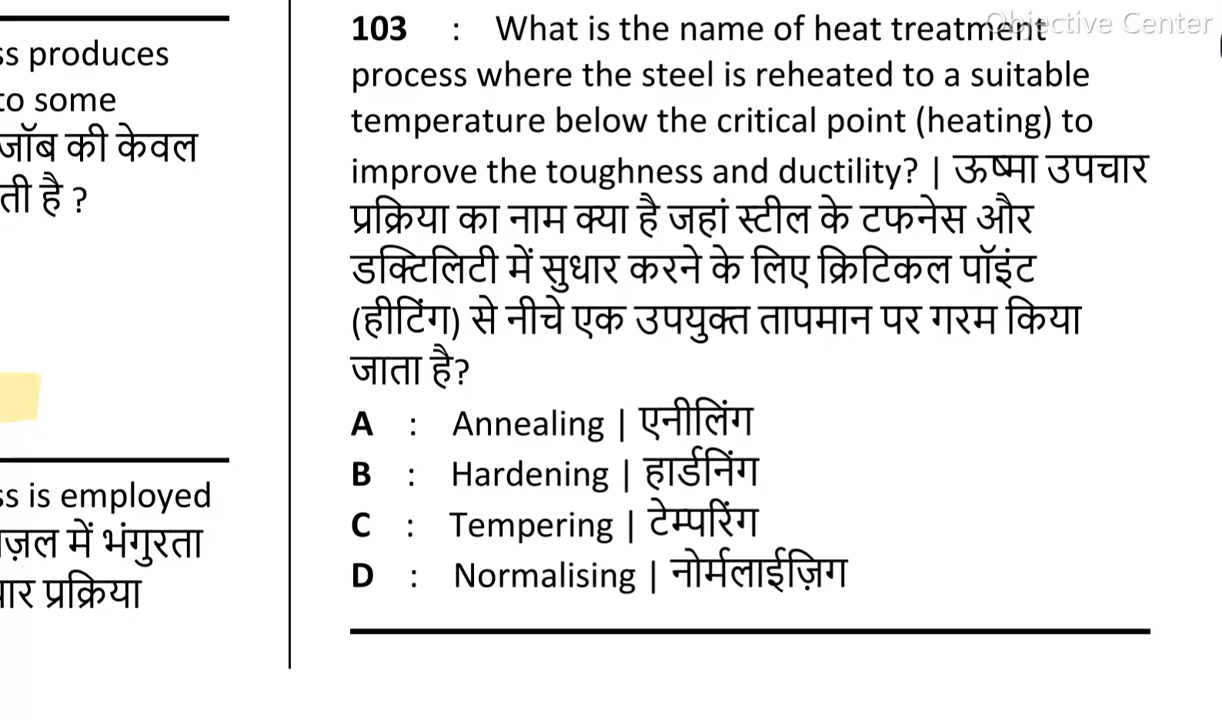 ss produces
to some
जॉब की केवल
ती है ?
ss is employed
ज़ल में भंगुरता
प्रक्रिया
Objective Center
103 : What is the name of heat treatment
process where the steel is reheated to a suitable
temperature below the critical point (heating) to
improve the toughness and ductility? | ऊष्मा उपचार
प्रक्रिया का नाम क्या है जहां स्टील के टफनेस और
डक्टिलिटी में सुधार करने के लिए क्रिटिकल पॉइंट
(हीटिंग) से नीचे एक उपयुक्त तापमान पर गरम किया
जाता है?
A : Annealing | एनीलिंग
B : Hardening | हार्डनिंग
C : Tempering | टेम्परिंग
D : Normalising | नोर्मलाईज़िग